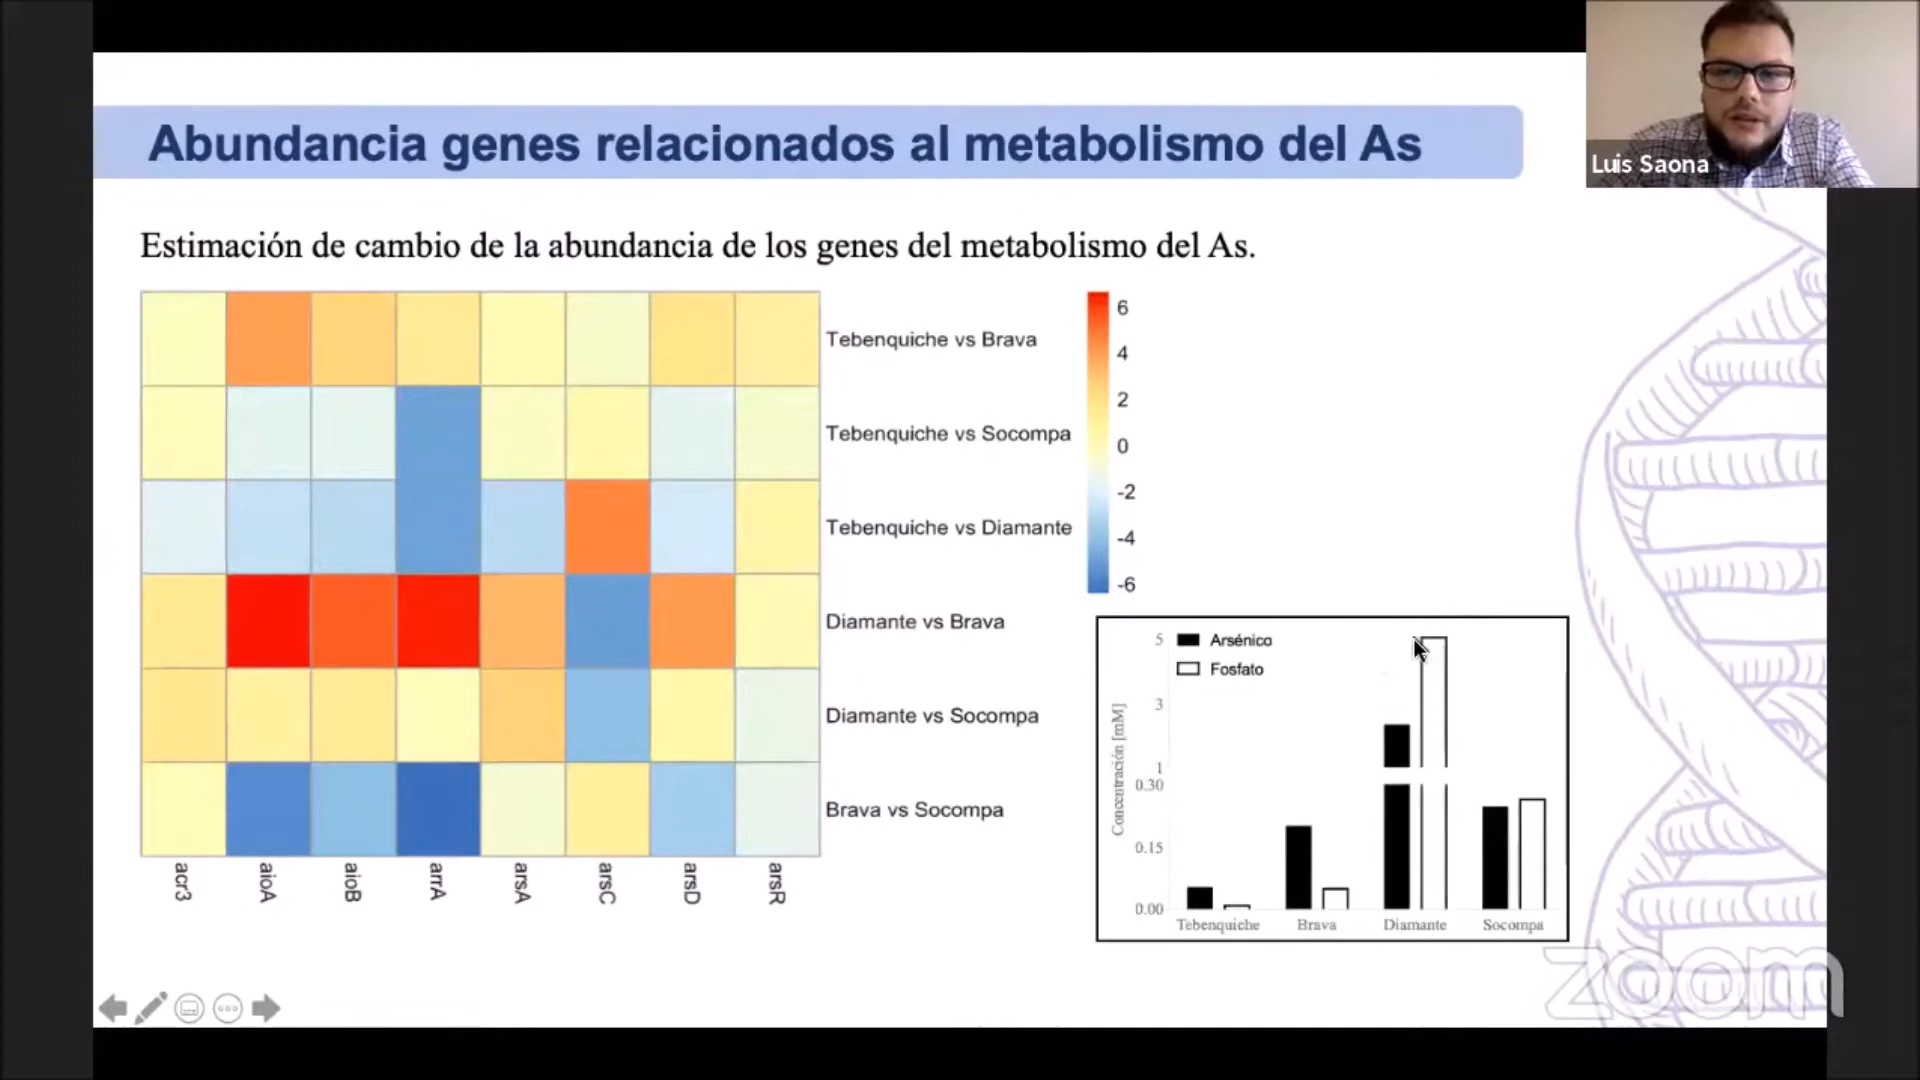 Luis Saona
Abundancia genes relacionados al metabolismo del As
Estimación de cambio de la abundancia de los genes del metabolismo del As.
Tebenquiche vs Brava
Tebenquiche vs Socompa
Tebenquiche vs Diamante
Diamante vs Brava
Diamante vs Socompa
Brava vs Socompa
acr3 aioA aioB arrA arsA arsC arsD arsR
6
4
2
0
-2
-4
-6
Arsénico
Fosfato
Concentración [mM]
5
3
1
0.30
0.15
0.00
Tebenquiche Brava Diamante Socompa
zoom